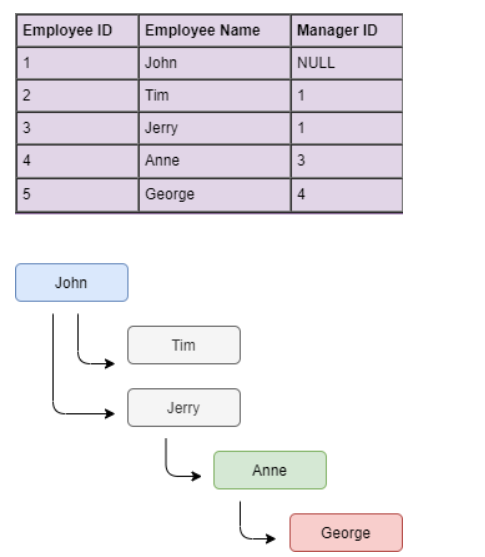 Employee ID Employee Name Manager ID
1 John NULL
2 Tim 1
3 Jerry 1
4 Anne 3
5 George 4
John
Tim
Jerry
Anne
George